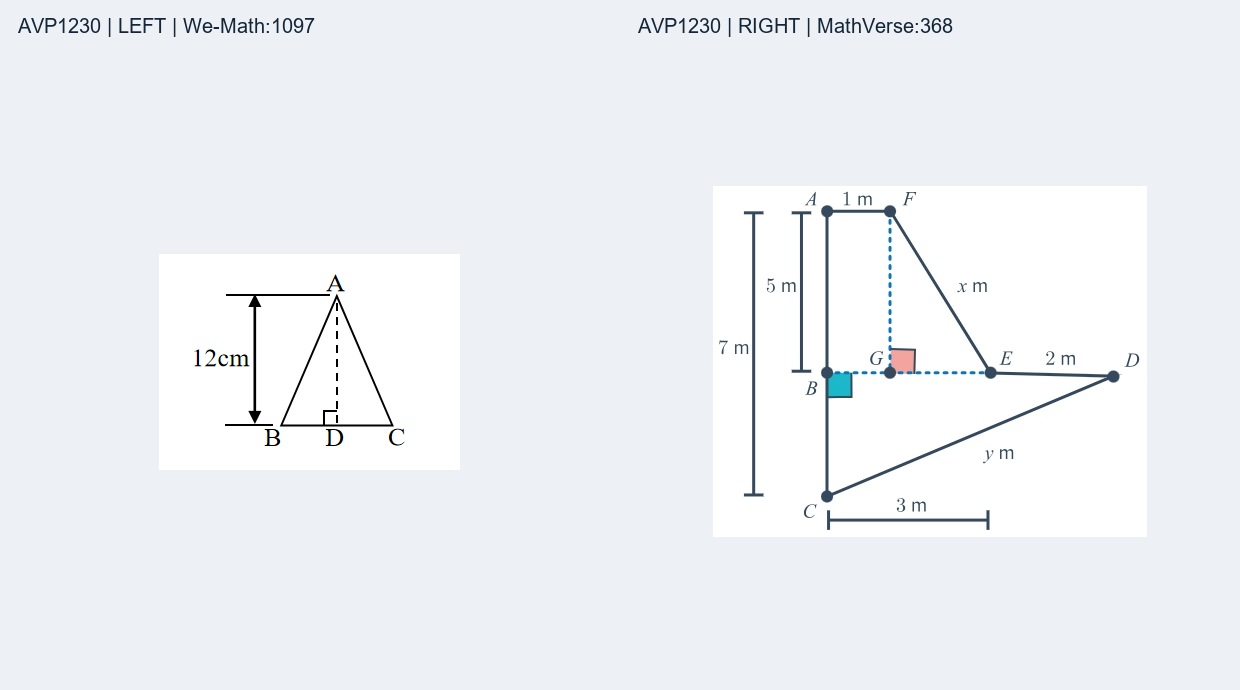 AVP1230 | LEFT | We-Math:1097
AVP1230 | RIGHT | MathVerse:368
A
12cm
B D C
A 1 m F
5 m
x m
7 m
G E 2 m D
B
y m
C
3 m